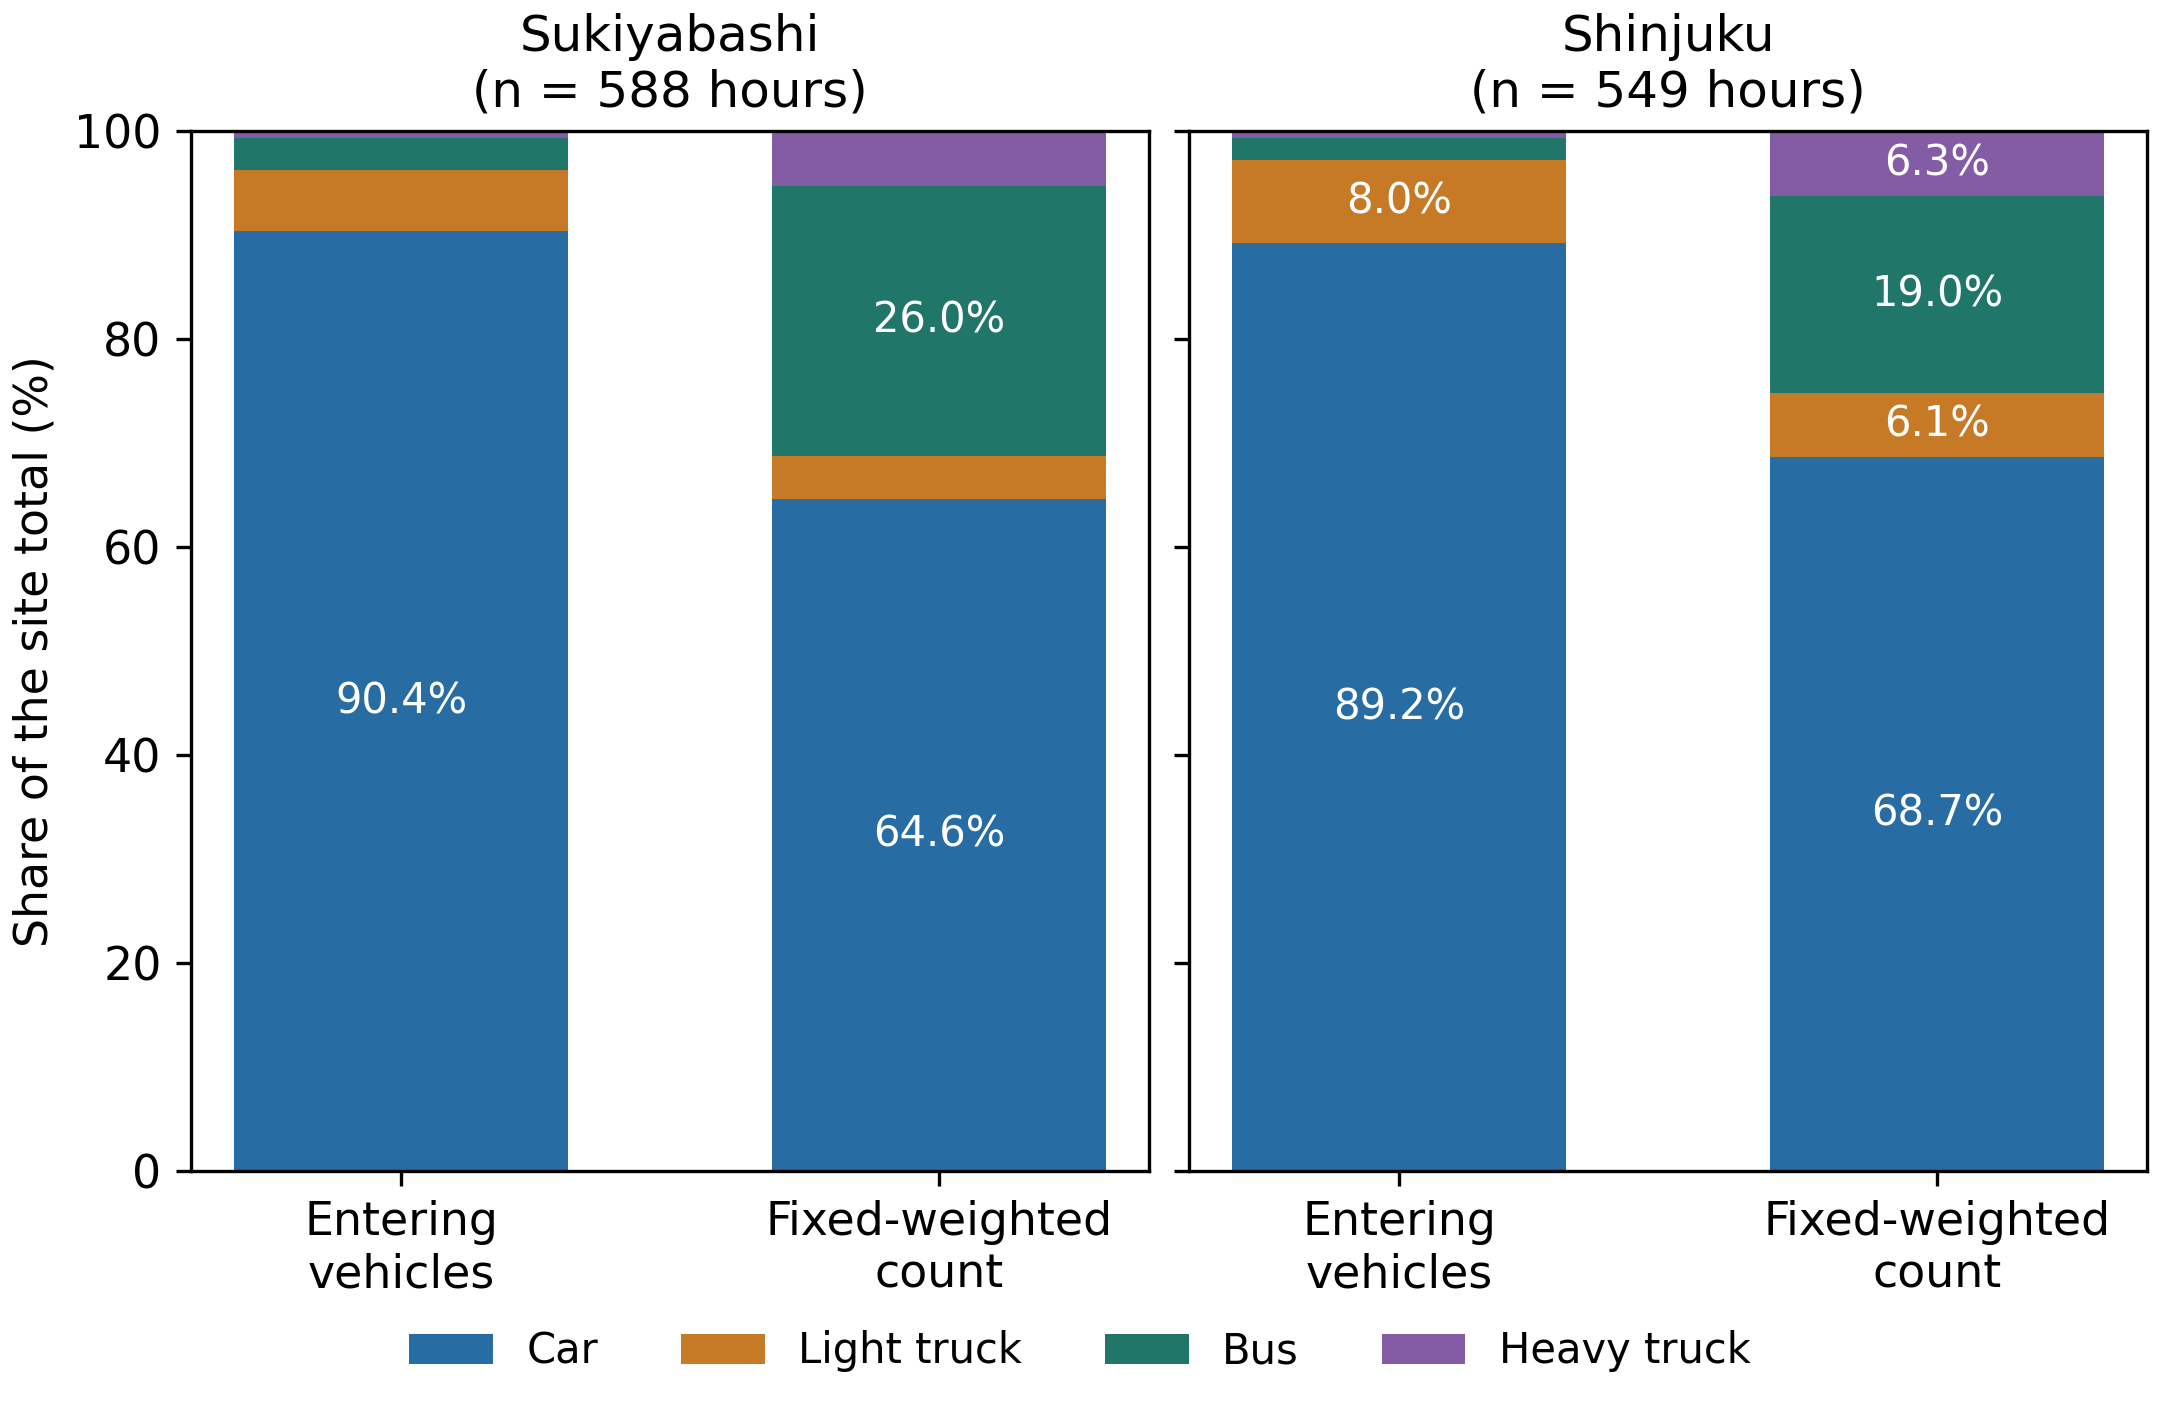 Sukiyabashi
(n = 588 hours)
Shinjuku
(n = 549 hours)
Share of the site total (%)
100
80
60
40
20
0
90.4%
26.0%
64.6%
8.0%
89.2%
6.3%
19.0%
6.1%
68.7%
Entering
vehicles
Fixed-weighted
count
Entering
vehicles
Fixed-weighted
count
Car
Light truck
Bus
Heavy truck